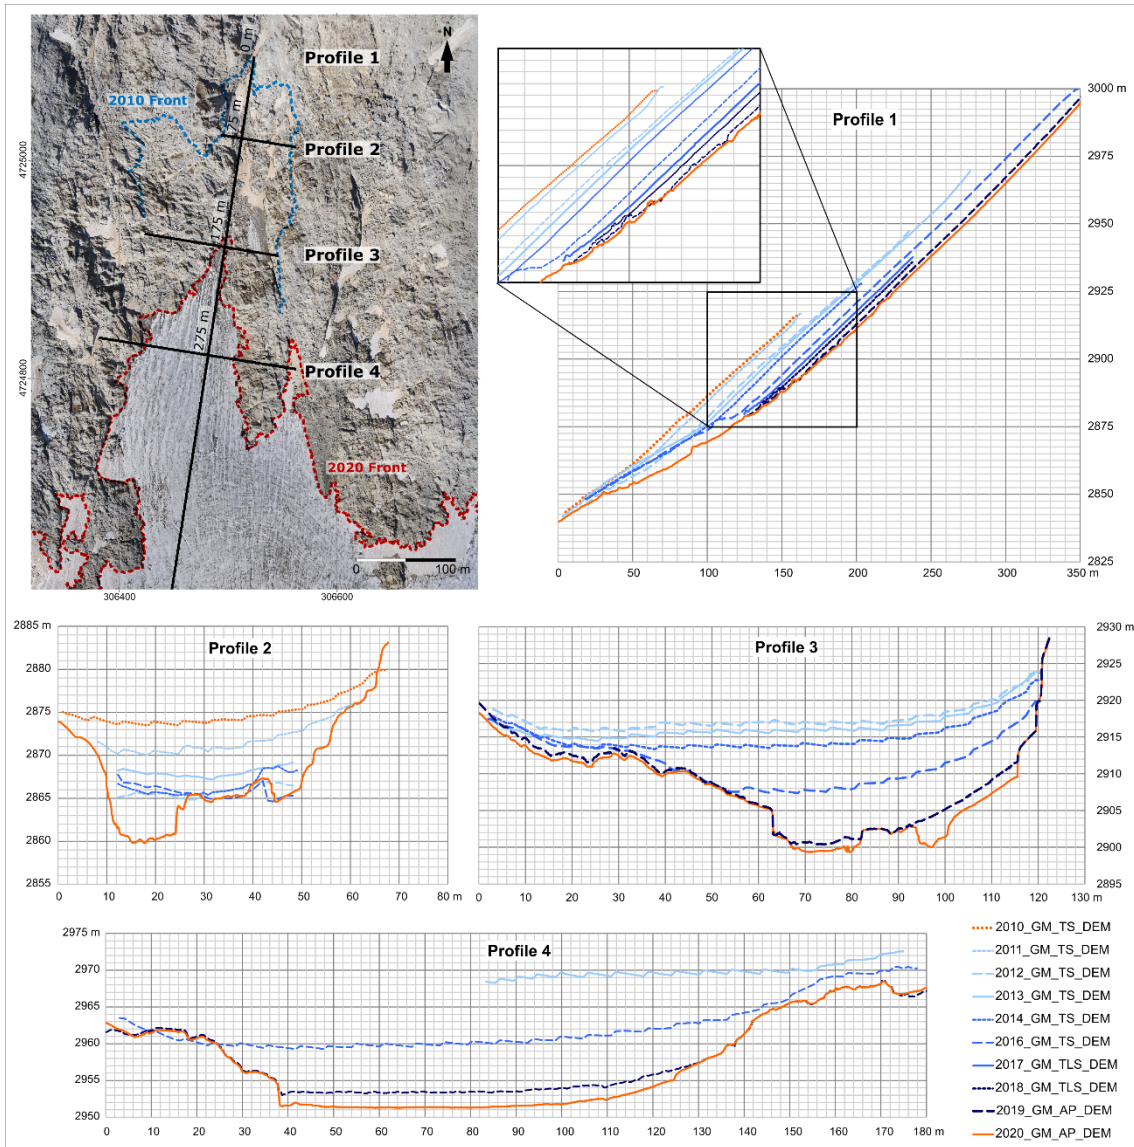 0 m
Profile 1
N
2010 Front
75 m
Profile 2
4725000
175 m
Profile 3
275 m
Profile 4
4724800
2020 Front
0
100 m
306400
306600
Profile 1
3000 m
2975
2950
2925
2900
2875
2850
2825
0
50
100
150
200
250
300
350 m
2885 m
2880
2875
2870
2865
2860
2855
Profile 2
0
10
20
30
40
50
60
70
80 m
Profile 3
2930 m
2925
2920
2915
2910
2905
2900
2895
0
10
20
30
40
50
60
70
80
90
100
110
120
130 m
2975 m
2970
2965
2960
2955
2950
Profile 4
0
10
20
30
40
50
60
70
80
90
100
110
120
130
140
150
160
170
180 m
2010_GM_TS_DEM
2011_GM_TS_DEM
2012_GM_TS_DEM
2013_GM_TS_DEM
2014_GM_TS_DEM
2016_GM_TS_DEM
2017_GM_TLS_DEM
2018_GM_TLS_DEM
2019_GM_AP_DEM
2020_GM_AP_DEM